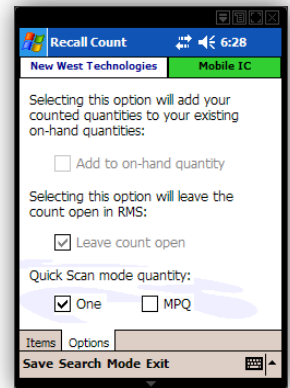 Recall Count 6:28
New West Technologies Mobile IC
Selecting this option will add your
counted quantities to your existing
on-hand quantities:
Add to on-hand quantity
Selecting this option will leave the
count open in RMS:
Leave count open
Quick Scan mode quantity:
One MPQ
Items Options
Save Search Mode Exit